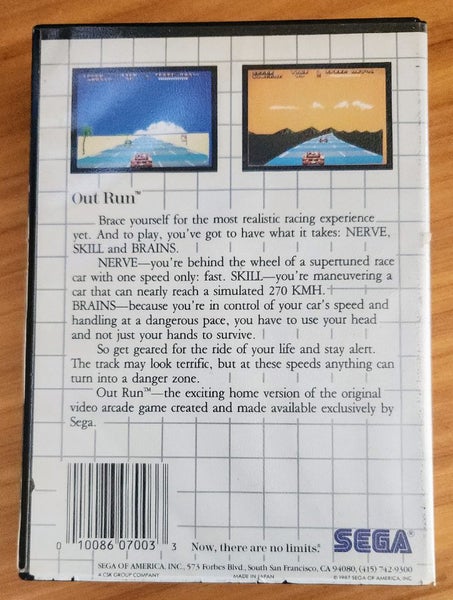 Out Run™
Brace yourself for the most realistic racing experience
yet. And to play, you've got to have what it takes: NERVE,
SKILL and BRAINS.
NERVE—you're behind the wheel of a supertuned race
car with one speed only: fast. SKILL—you're maneuvering a
car that can nearly reach a simulated 270 KMH.
BRAINS—because you're in control of your car's speed and
handling at a dangerous pace, you have to use your head
and not just your hands to survive.
So get geared for the ride of your life and stay alert.
The track may look terrific, but at these speeds anything can
turn into a danger zone.
Out Run™—the exciting home version of the original
video arcade game created and made available exclusively by
Sega.
0 10086 07003 3
Now, there are no limits.
SEGA
SEGA OF AMERICA, INC., 573 Forbes Blvd., South San Francisco, CA 94080, (415) 742-9300
A CSK GROUP COMPANY
MADE IN JAPAN
© 1987 SEGA OF AMERICA, INC.